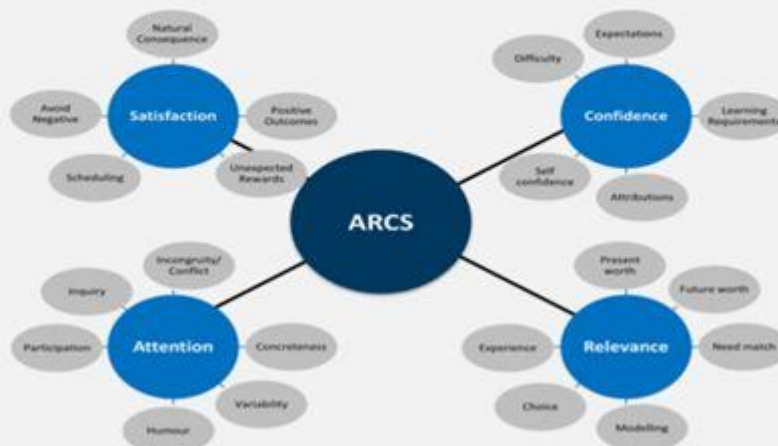 Natural
Consequence
Avoid
Negative
Satisfaction
Positive
Outcomes
Scheduling
Unexpected
Rewards
Expectations
Difficulty
Confidence
Learning
Requirements
Self
confidence
Attributions
ARCS
Incongruity/
Conflict
Inquiry
Participation
Attention
Concreteness
Variability
Humour
Present
worth
Future worth
Experience
Relevance
Need match
Choice
Modelling